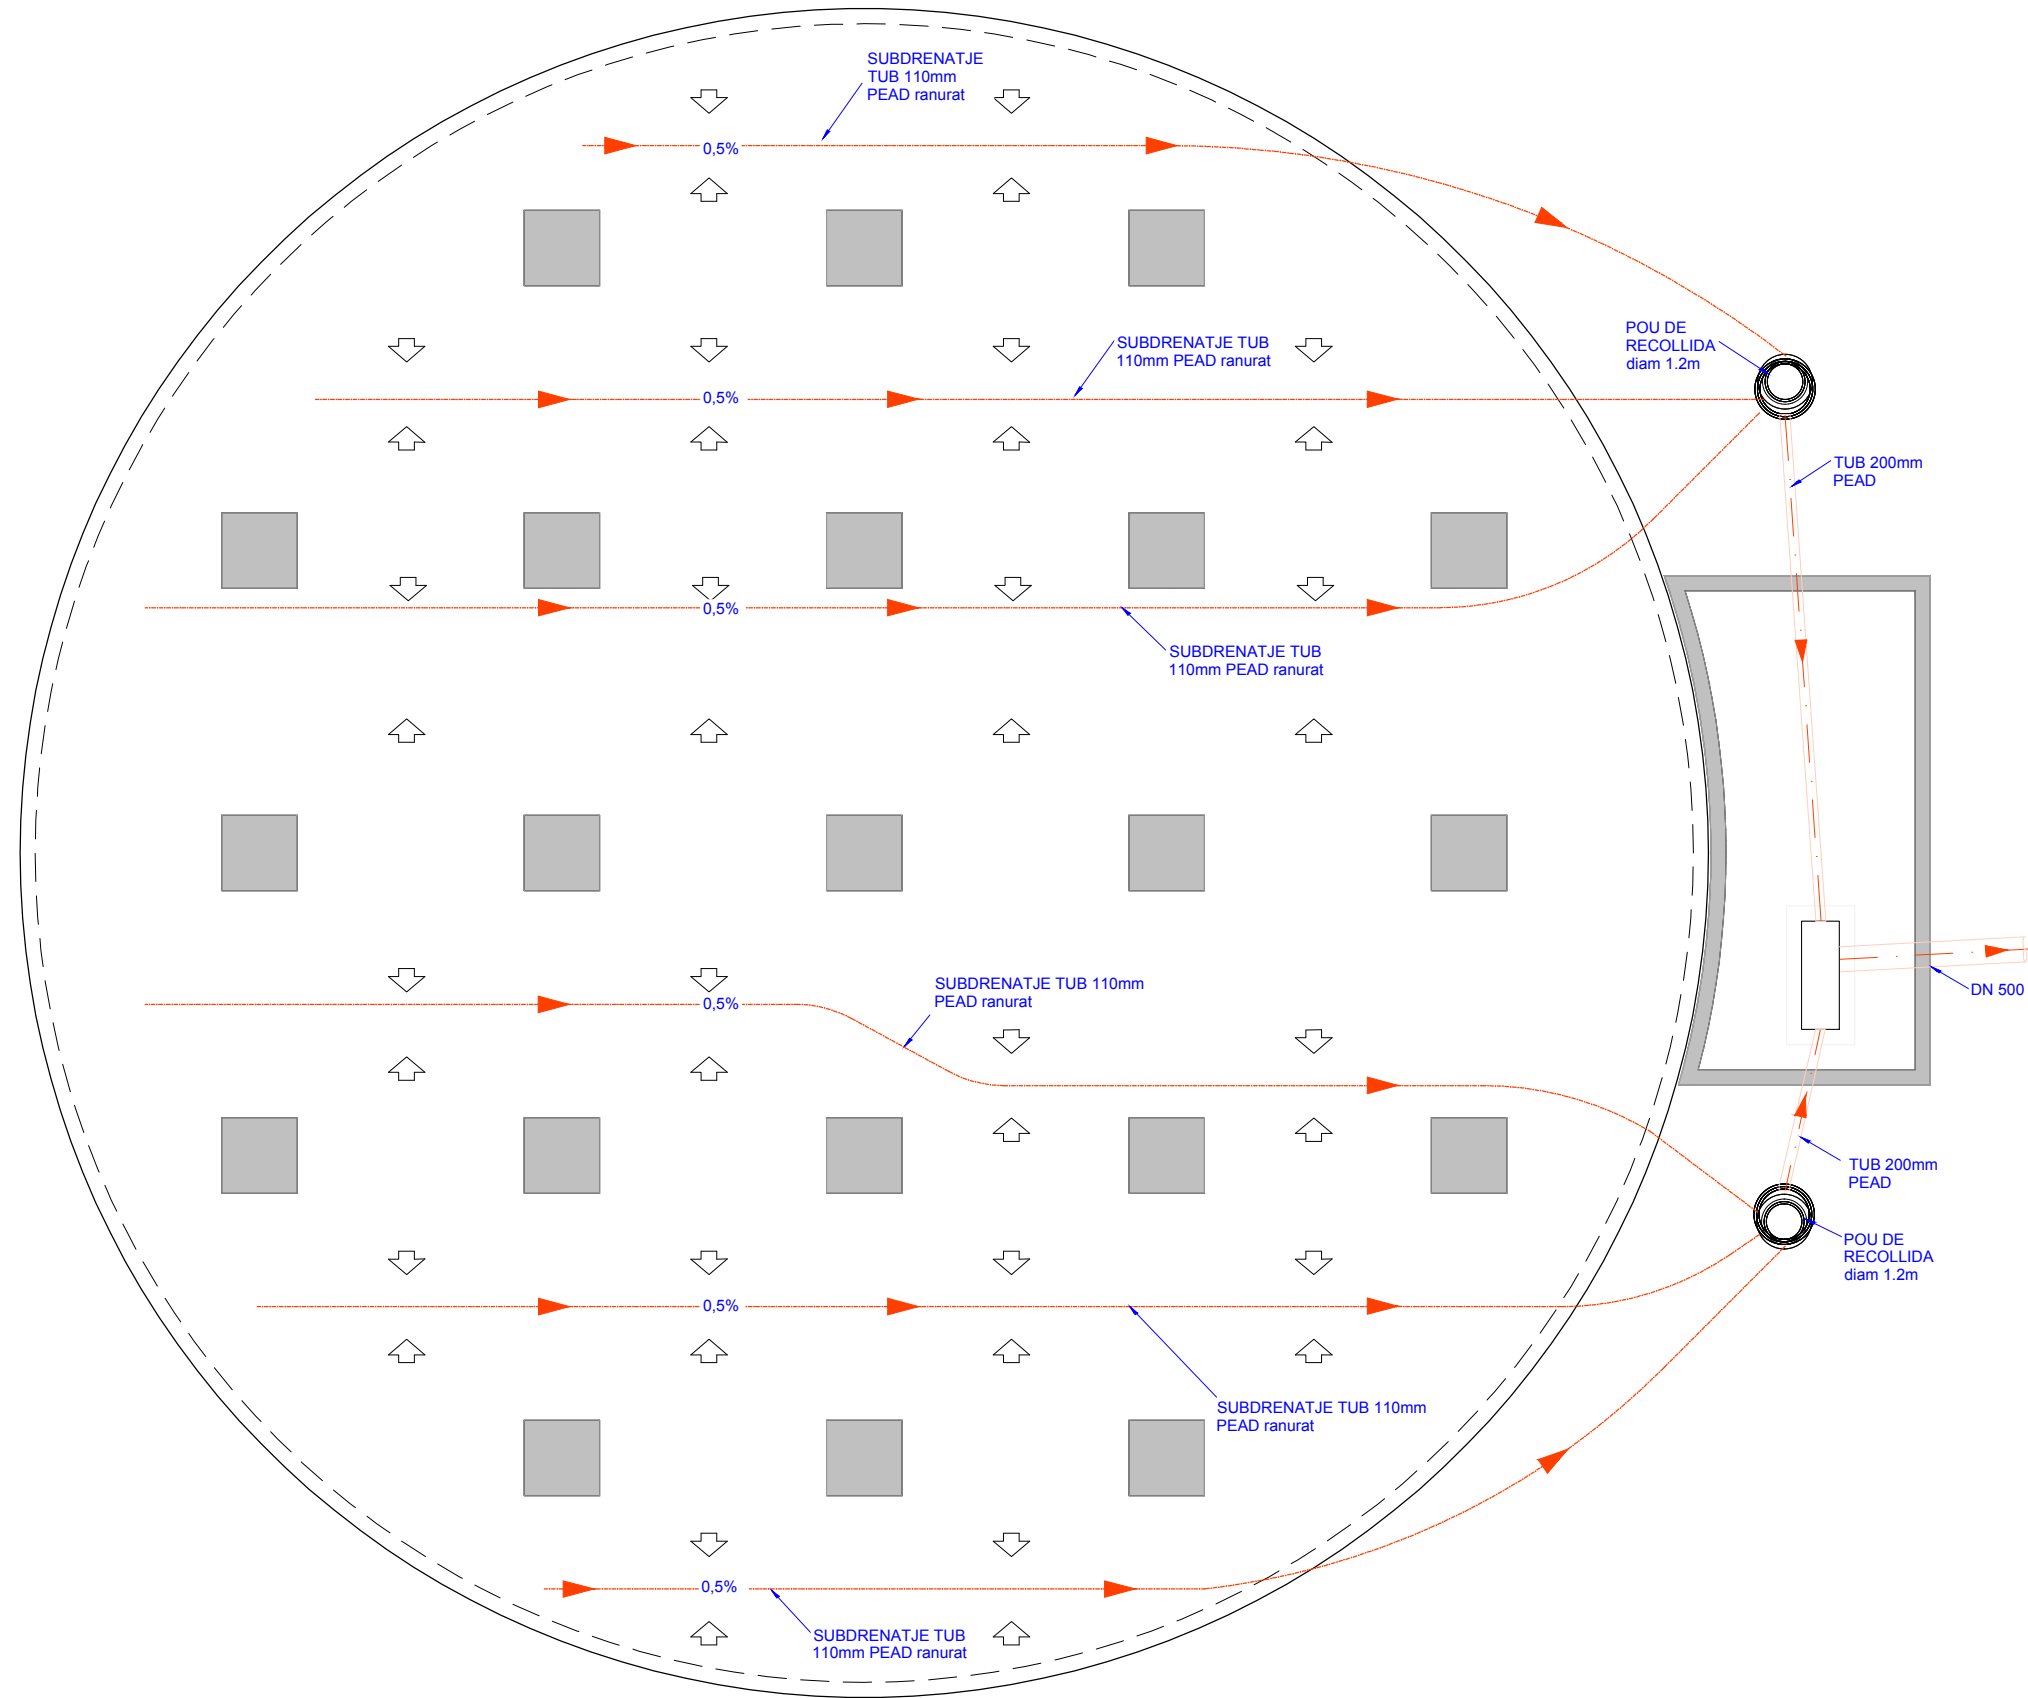 SUBDRENATJE
TUB 110mm
PEAD ranurat
0,5%
POU DE
RECOLLIDA
diam 1.2m
SUBDRENATJE TUB
110mm PEAD ranurat
0,5%
TUB 200mm
PEAD
0,5%
SUBDRENATJE TUB
110mm PEAD ranurat
SUBDRENATJE TUB 110mm
PEAD ranurat
0,5%
DN 500
TUB 200mm
PEAD
POU DE
RECOLLIDA
diam 1.2m
0,5%
SUBDRENATJE TUB 110mm
PEAD ranurat
0,5%
SUBDRENATJE TUB
110mm PEAD ranurat